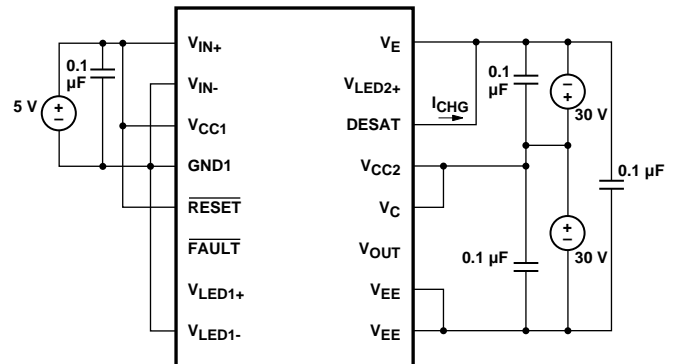 V_IN+
V_IN-
V_CC1
GND1
RESET
FAULT
V_LED1+
V_LED1-
V_E
V_LED2+
DESAT
V_CC2
V_C
V_OUT
V_EE
V_EE
5 V
+
–
0.1
µF
I_CHG
0.1
µF
–
+
30 V
0.1 µF
0.1 µF
+
–
30 V